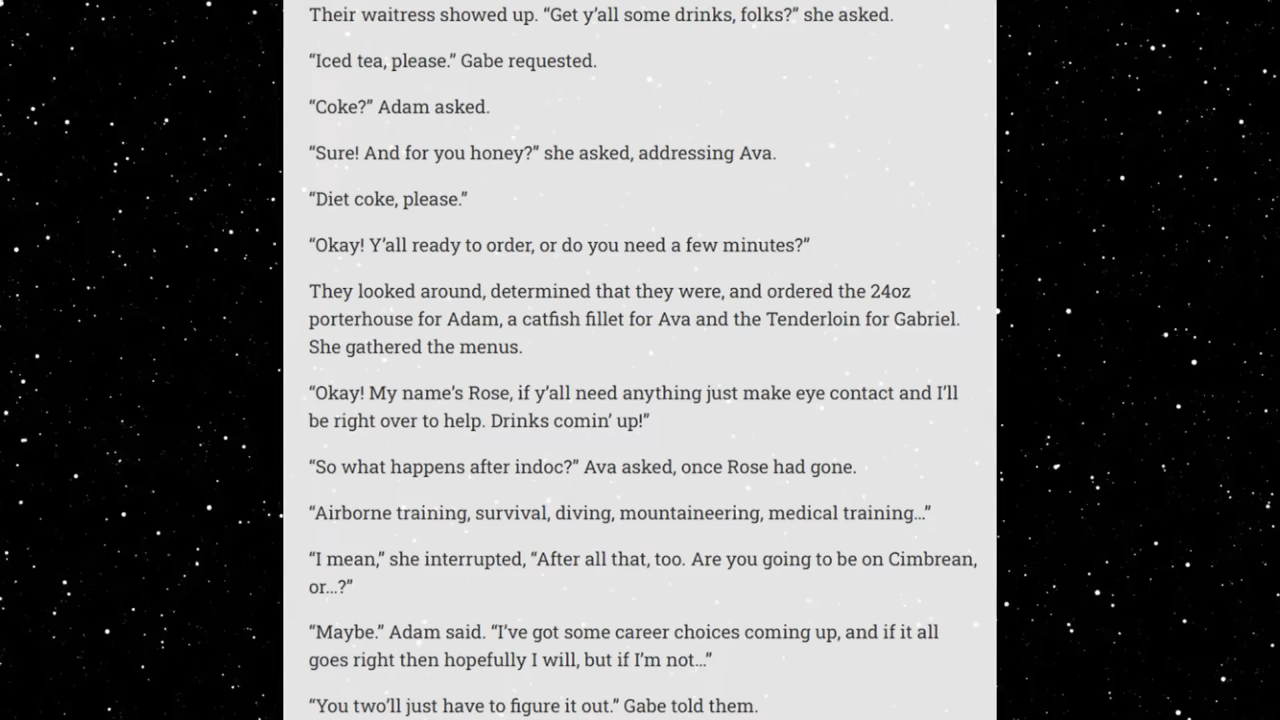 Their waitress showed up. “Get y’all some drinks, folks?” she asked.
“Iced tea, please.” Gabe requested.
“Coke?” Adam asked.
“Sure! And for you honey?” she asked, addressing Ava.
“Diet coke, please.”
“Okay! Y’all ready to order, or do you need a few minutes?”
They looked around, determined that they were, and ordered the 24oz
porterhouse for Adam, a catfish fillet for Ava and the Tenderloin for Gabriel.
She gathered the menus.
“Okay! My name’s Rose, if y’all need anything just make eye contact and I’ll
be right over to help. Drinks comin’ up!”
“So what happens after indoc?” Ava asked, once Rose had gone.
“Airborne training, survival, diving, mountaineering, medical training…”
“I mean,” she interrupted, “After all that, too. Are you going to be on Cimbrean,
or…?”
“Maybe.” Adam said. “I’ve got some career choices coming up, and if it all
goes right then hopefully I will, but if I’m not…”
“You two’ll just have to figure it out.” Gabe told them.